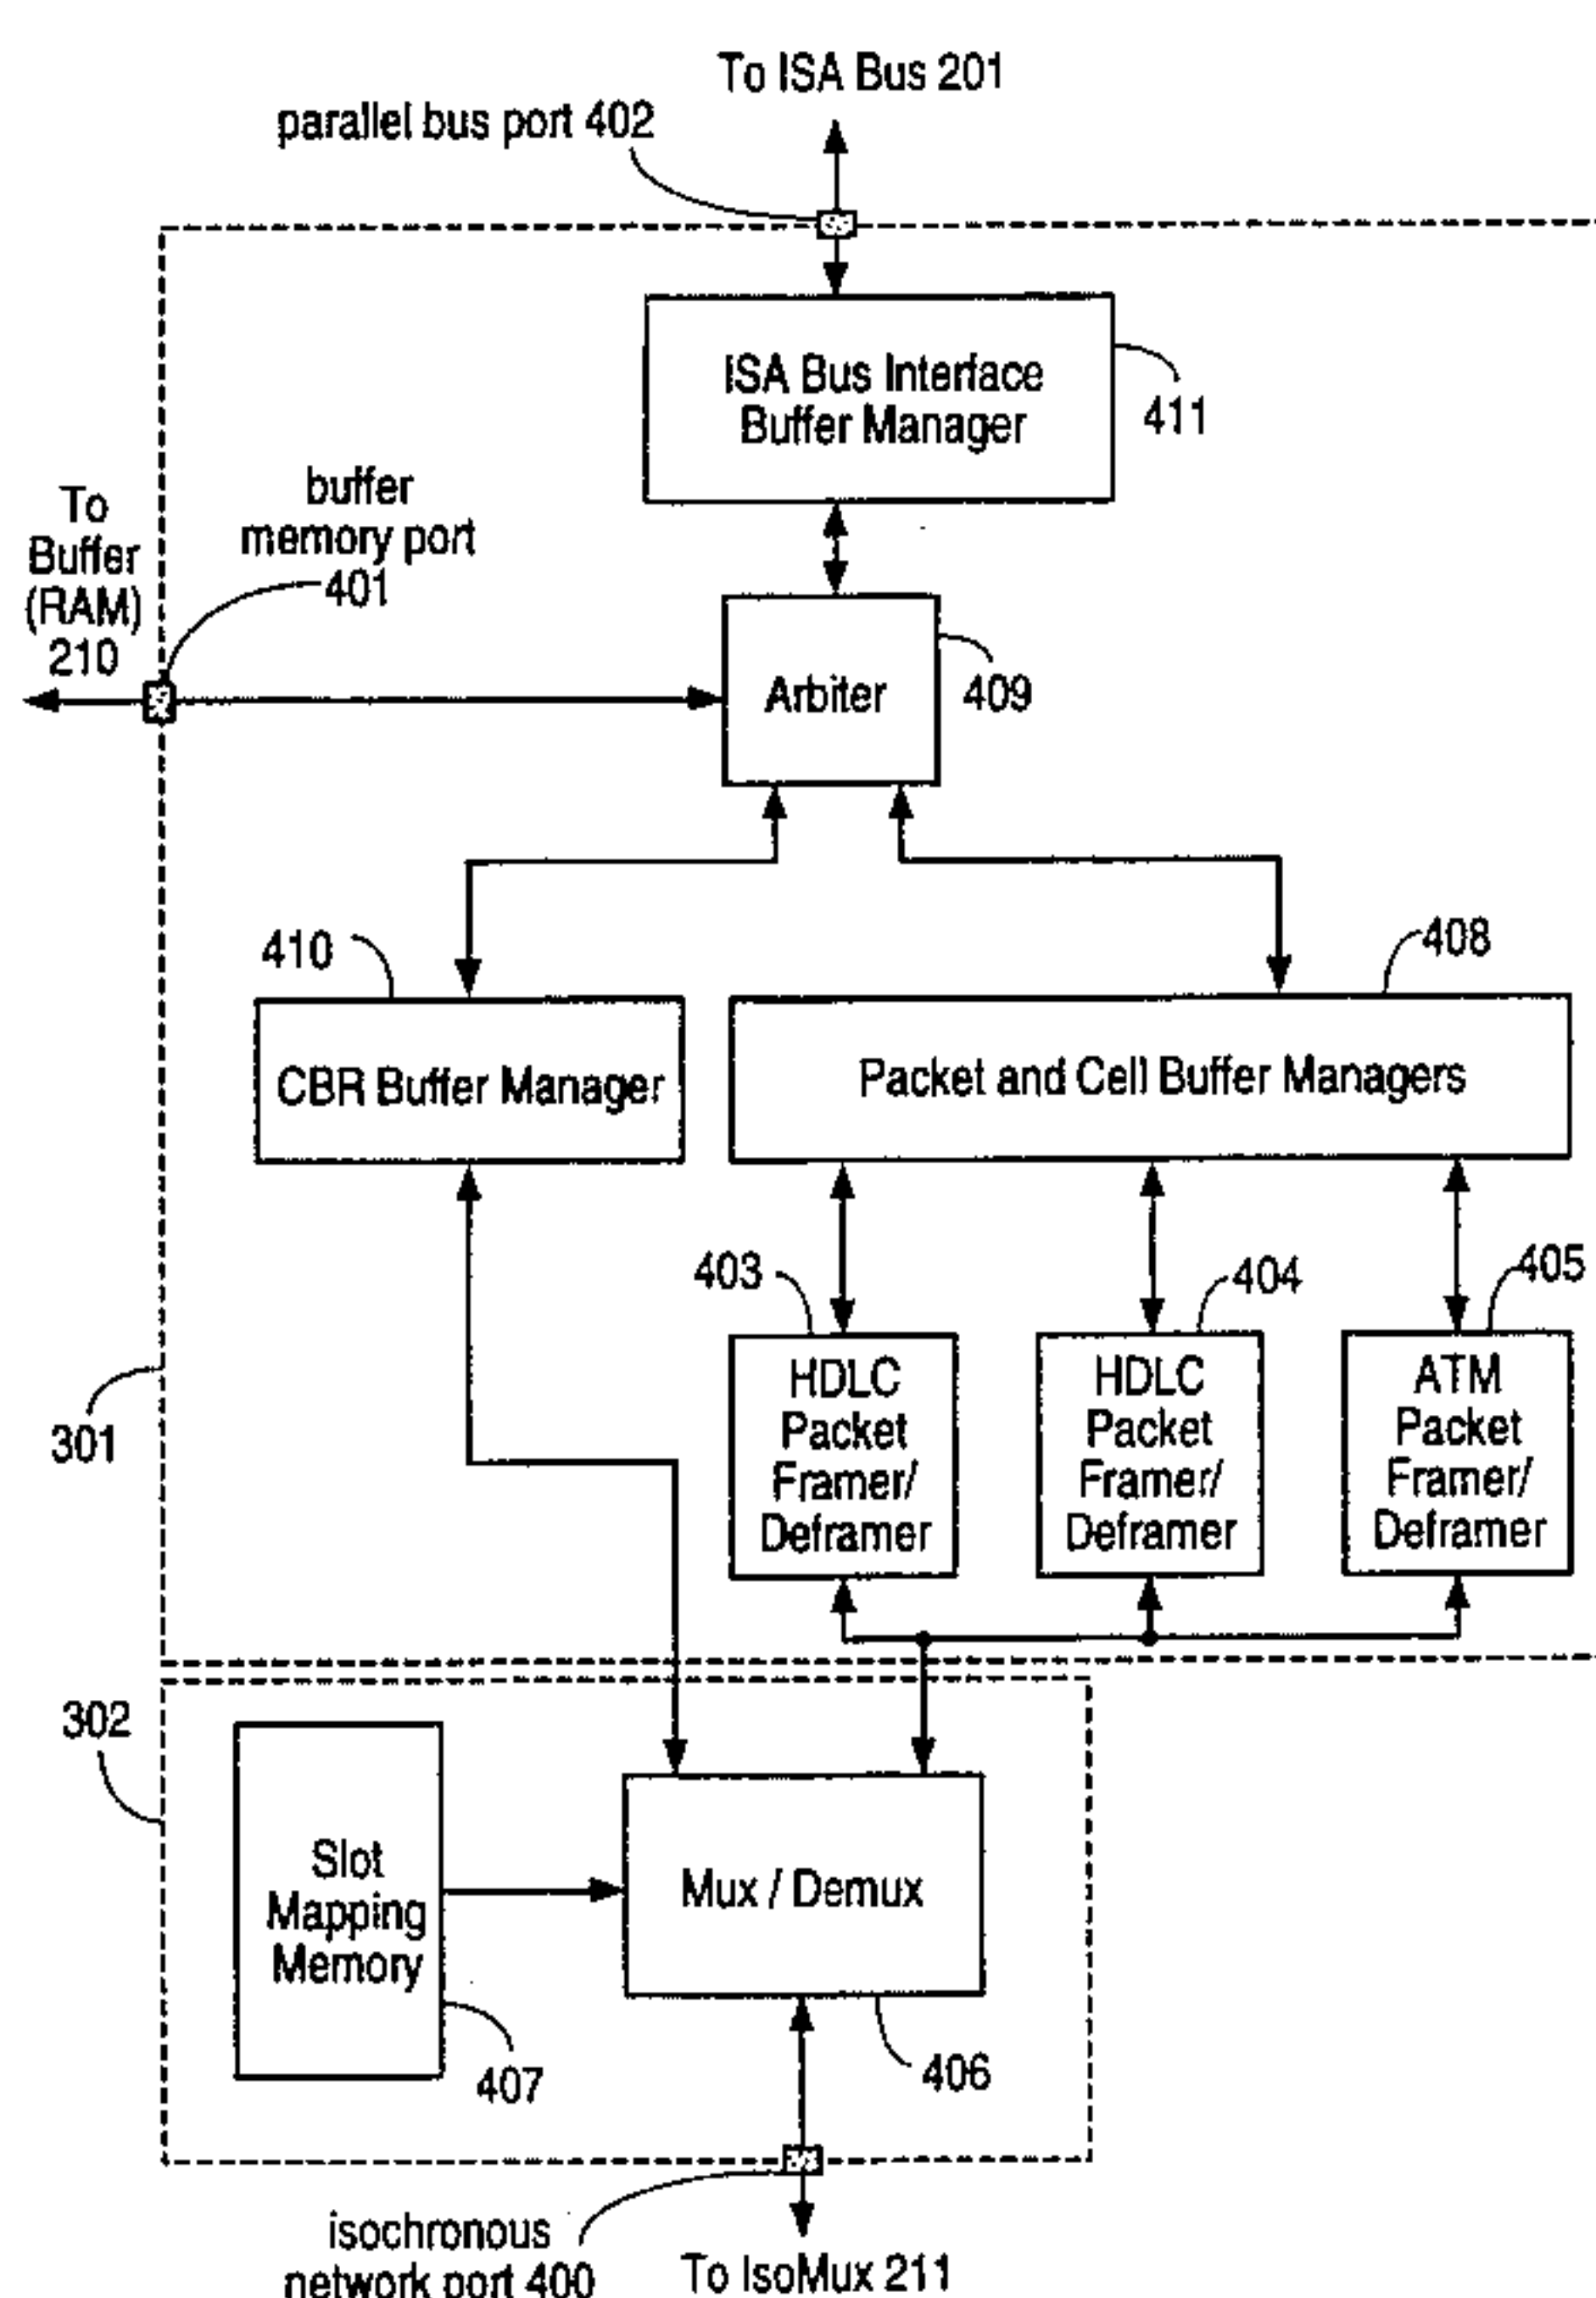 To ISA Bus 201
parallel bus port 402
ISA Bus Interface
Buffer Manager
411
buffer
memory port
401
To
Buffer
(RAM)
210
Arbiter
409
410
408
CBR Buffer Manager
Packet and Cell Buffer Managers
403
404
405
HDLC
Packet
Framer/
Deframer
HDLC
Packet
Framer/
Deframer
ATM
Packet
Framer/
Deframer
301
302
Slot
Mapping
Memory
Mux / Demux
407
406
isochronous
network port 400
To IsoMux 211